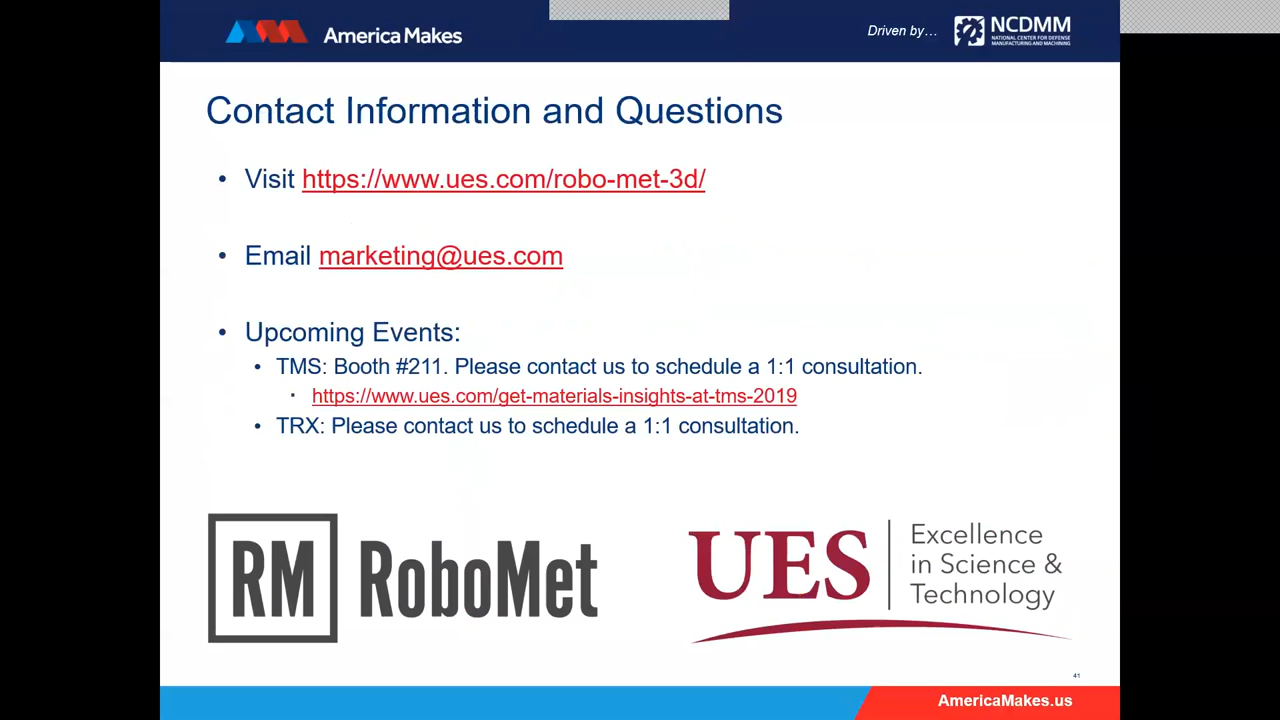 America Makes
Driven by…
NCDMM
NATIONAL CENTER FOR DEFENSE
MANUFACTURING AND MACHINING
Contact Information and Questions
• Visit https://www.ues.com/robo-met-3d/
• Email marketing@ues.com
• Upcoming Events:
• TMS: Booth #211. Please contact us to schedule a 1:1 consultation.
▪ https://www.ues.com/get-materials-insights-at-tms-2019
• TRX: Please contact us to schedule a 1:1 consultation.
RM RoboMet
UES
Excellence
in Science &
Technology
41
AmericaMakes.us